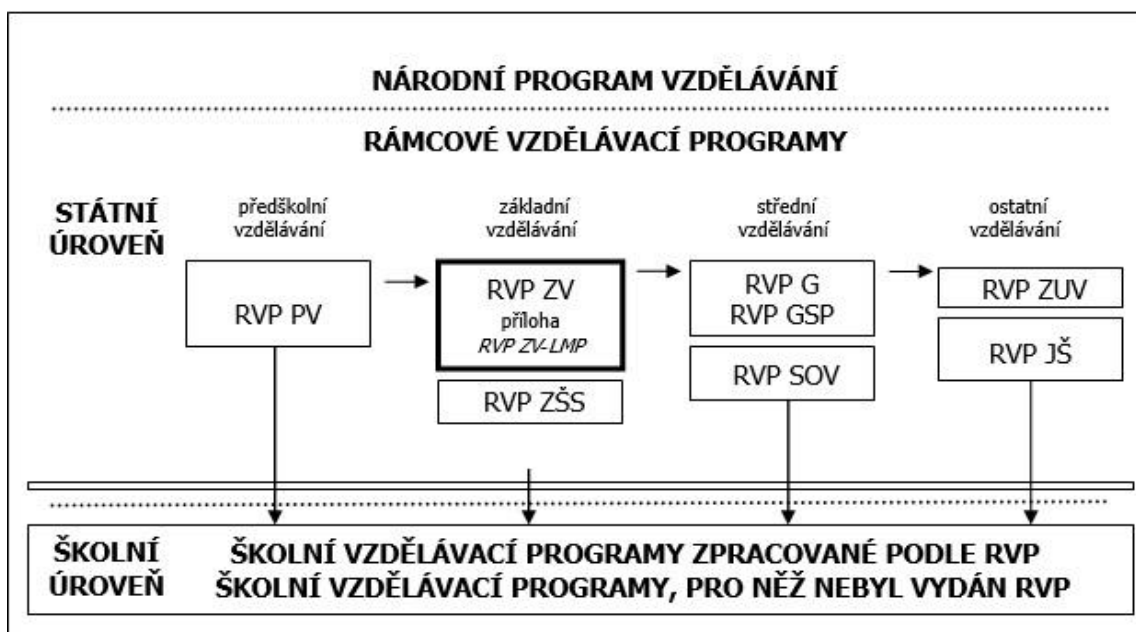 NÁRODNÍ PROGRAM VZDĚLÁVÁNÍ
RÁMCOVÉ VZDĚLÁVACÍ PROGRAMY
STÁTNÍ
ÚROVEŇ
předškolní
vzdělávání
základní
vzdělávání
střední
vzdělávání
ostatní
vzdělávání
RVP PV
RVP ZV
příloha
RVP ZV-LMP
RVP ZŠS
RVP G
RVP GSP
RVP SOV
RVP ZUV
RVP JŠ
ŠKOLNÍ
ÚROVEŇ
ŠKOLNÍ VZDĚLÁVACÍ PROGRAMY ZPRACOVANÉ PODLE RVP
ŠKOLNÍ VZDĚLÁVACÍ PROGRAMY, PRO NĚŽ NEBYL VYDÁN RVP